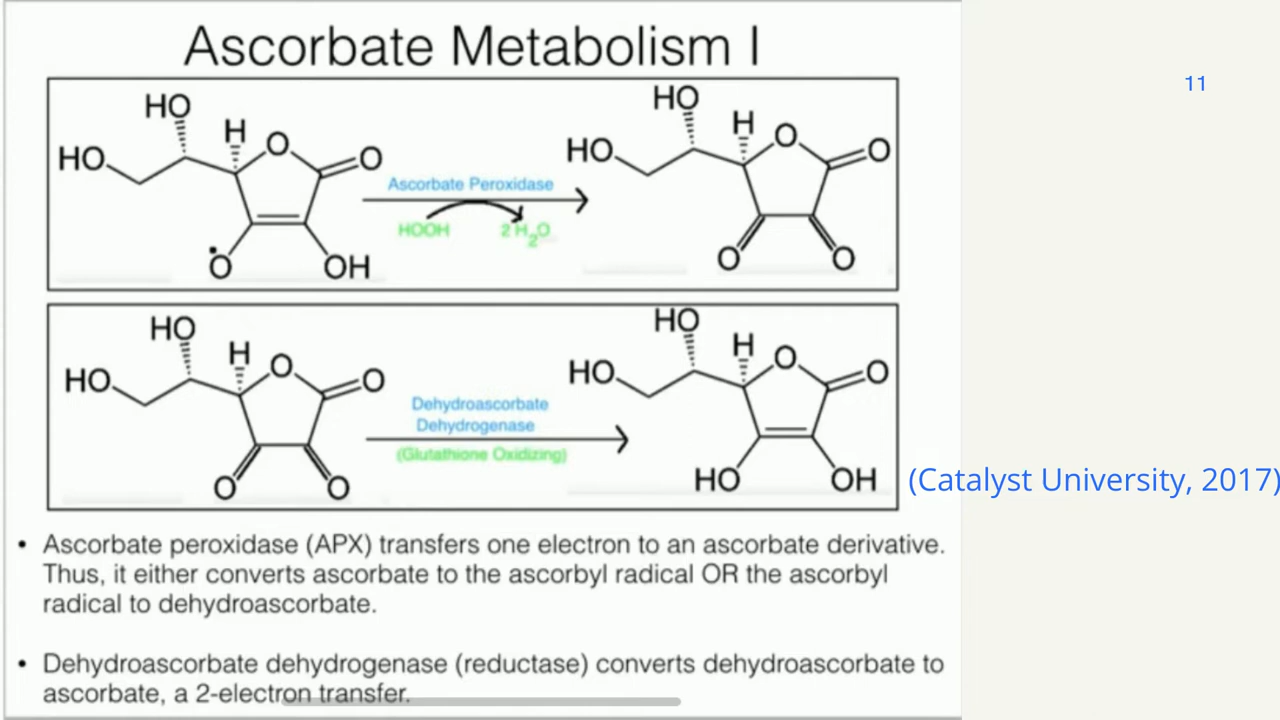 Ascorbate Metabolism I
11
HO
H
HO
O
O
Ȯ
OH
Ascorbate Peroxidase
HOOH
2 H2O
HO
H
HO
O
O
O
O
HO
H
HO
O
O
O
O
Dehydroascorbate
Dehydrogenase
(Glutathione Oxidizing)
HO
H
HO
O
O
HO
OH
(Catalyst University, 2017)
• Ascorbate peroxidase (APX) transfers one electron to an ascorbate derivative.
Thus, it either converts ascorbate to the ascorbyl radical OR the ascorbyl
radical to dehydroascorbate.
• Dehydroascorbate dehydrogenase (reductase) converts dehydroascorbate to
ascorbate, a 2-electron transfer.